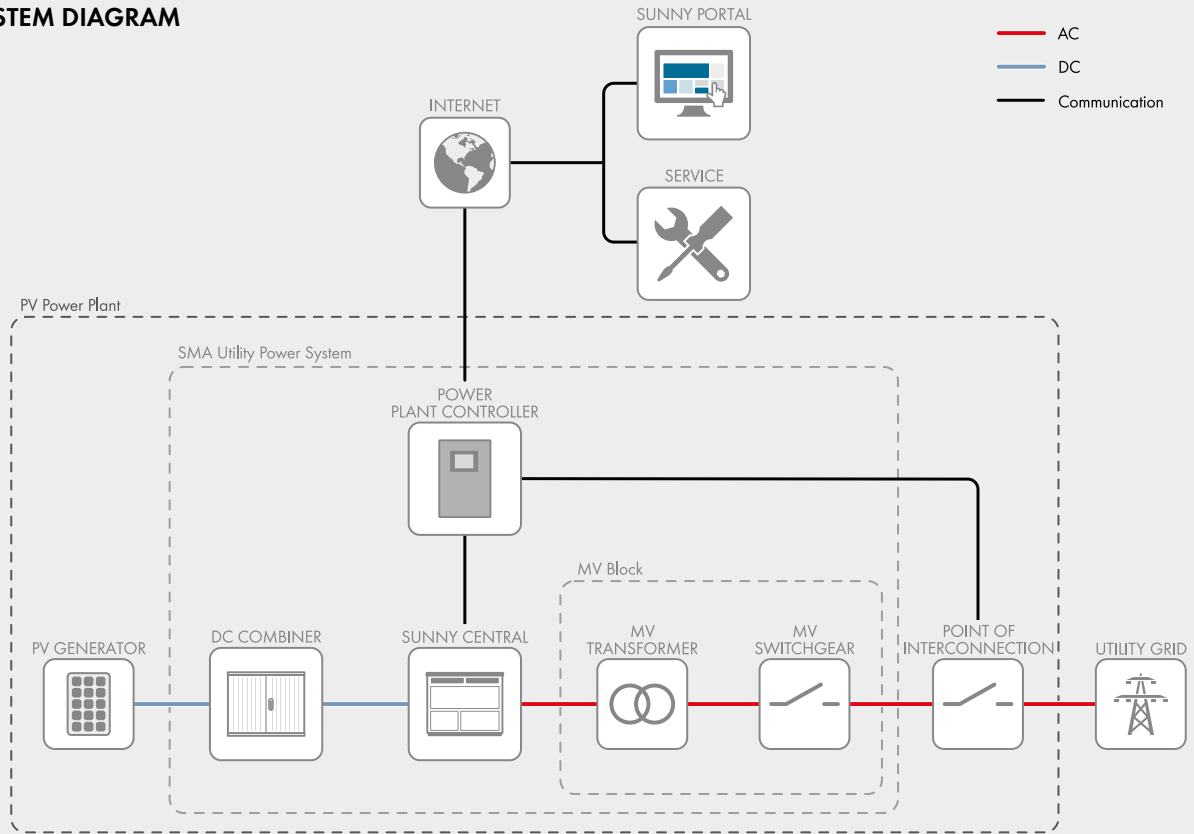 STEM DIAGRAM
SUNNY PORTAL
AC
DC
Communication
INTERNET
SERVICE
PV Power Plant
SMA Utility Power System
POWER
PLANT CONTROLLER
MV Block
PV GENERATOR
DC COMBINER
SUNNY CENTRAL
MV
TRANSFORMER
MV
SWITCHGEAR
POINT OF
INTERCONNECTION
UTILITY GRID